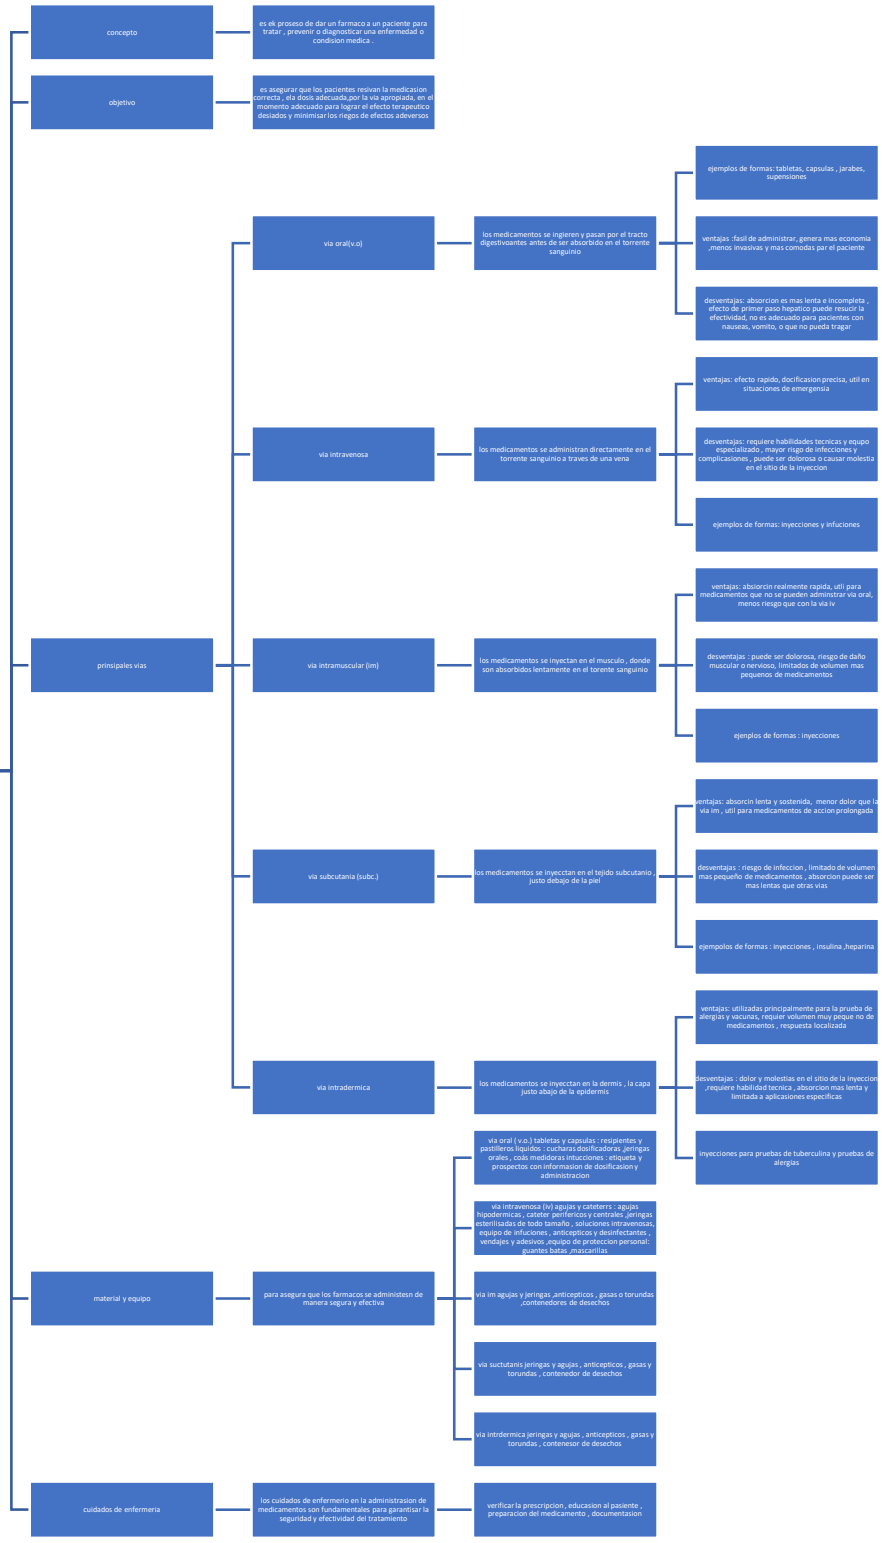 concepto
es ek proseso de dar un farmaco a un paciente para
tratar , prevenir o diagnosticar una enfermedad o
condision medica .
objetivo
es asegurar que los pacientes resivan la medicasion
correcta , ela dosis adecuada,por la via apropiada, en el
momento adecuado para lograr el efecto terapeutico
desiados y minimisar los riegos de efectos adeversos
prinsipales vias
via oral(v.o)
los medicamentos se ingieren y pasan por el tracto
digestivoantes antes de ser absorbido en el torrente
sanguinio
ejemplos de formas: tabletas, capsulas , jarabes,
supensiones
ventajas :fasil de administrar, genera mas economia
,menos invasivas y mas comodas par el paciente
desventajas: absorcion es mas lenta e incompleta ,
efecto de primer paso hepatico puede resucir la
efectividad, no es adecuado para pacientes con
nauseas, vomito, o que no pueda tragar
via intravenosa
los medicamentos se administran directamente en el
torrente sanguinio a traves de una vena
ventajas: efecto rapido, docificasion precisa, util en
situaciones de emergensia
desventajas: requiere habilidades tecnicas y equpo
especializado , mayor risgo de infecciones y
complicasiones , puede ser dolorosa o causar molestia
en el sitio de la inyeccion
ejemplos de formas: inyecciones y infuciones
via intramuscular (im)
los medicamentos se inyectan en el musculo , donde
son absorbidos lentamente en el torente sanguinio
ventajas: absiorcin realmente rapida, utli para
medicamentos que no se pueden adminstrar via oral,
menos riesgo que con la via iv
desventajas : puede ser dolorosa, riesgo de daño
muscular o nervioso, limitados de volumen mas
pequenos de medicamentos
ejenplos de formas : inyecciones
via subcutania (subc.)
los medicamentos se inyecctan en el tejido subcutanio ,
justo debajo de la piel
ventajas: absorcin lenta y sostenida, menor dolor que la
via im , util para medicamentos de accion prolongada
desventajas : riesgo de infeccion , limitado de volumen
mas pequeño de medicamentos , absorcion puede ser
mas lentas que otras vias
ejempolos de formas : inyecciones , insulina ,heparina
via intradermica
los medicamentos se inyecctan en la dermis , la capa
justo abajo de la epidermis
ventajas: utilizadas principalmente para la prueba de
alergias y vacunas, requier volumen muy peque no de
medicamentos , respuesta localizada
desventajas : dolor y molestias en el sitio de la inyeccion
,requiere habilidad tecnica , absorcion mas lenta y
limitada a aplicasiones especificas
inyecciones para pruebas de tuberculina y pruebas de
alergias
material y equipo
para asegura que los farmacos se administesn de
manera segura y efectiva
via oral ( v.o.) tabletas y capsulas : resipientes y
pastilleros liquidos : cucharas dosificadoras ,jeringas
orales , coás medidoras intucciones : etiqueta y
prospectos con informasion de dosificasion y
administracion
via intravenosa (iv) agujas y cateterrs : agujas
hipodermicas , cateter perifericos y centrales ,jeringas
esterilisadas de todo tamaño , soluciones intravenosas,
equipo de infuciones , anticepticos y desinfectantes ,
vendajes y adesivos ,equipo de proteccion personal:
guantes batas ,mascarillas
via im agujas y jeringas ,anticepticos , gasas o torundas
,contenedores de desechos
via suctutanis jeringas y agujas , anticepticos , gasas y
torundas , contenedor de desechos
via intrdermica jeringas y agujas , anticepticos , gasas y
torundas , contenesor de desechos
cuidados de enfermeria
los cuidados de enfermerio en la administrasion de
medicamentos son fundamentales para garantisar la
seguridad y efectividad del tratamiento
verificar la prescripcion , educasion al pasiente ,
preparacion del medicamento , documentasion